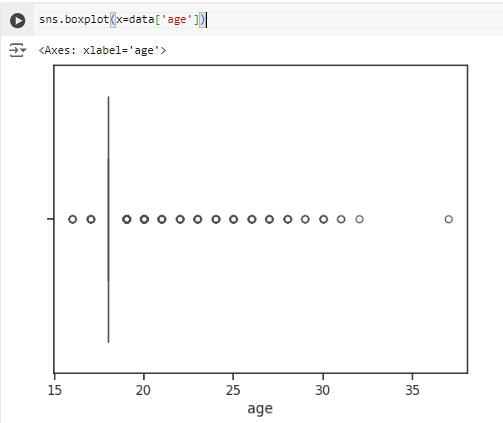 sns.boxplot(x=data['age'])
<Axes: xlabel='age'>
15 20 25 30 35
age